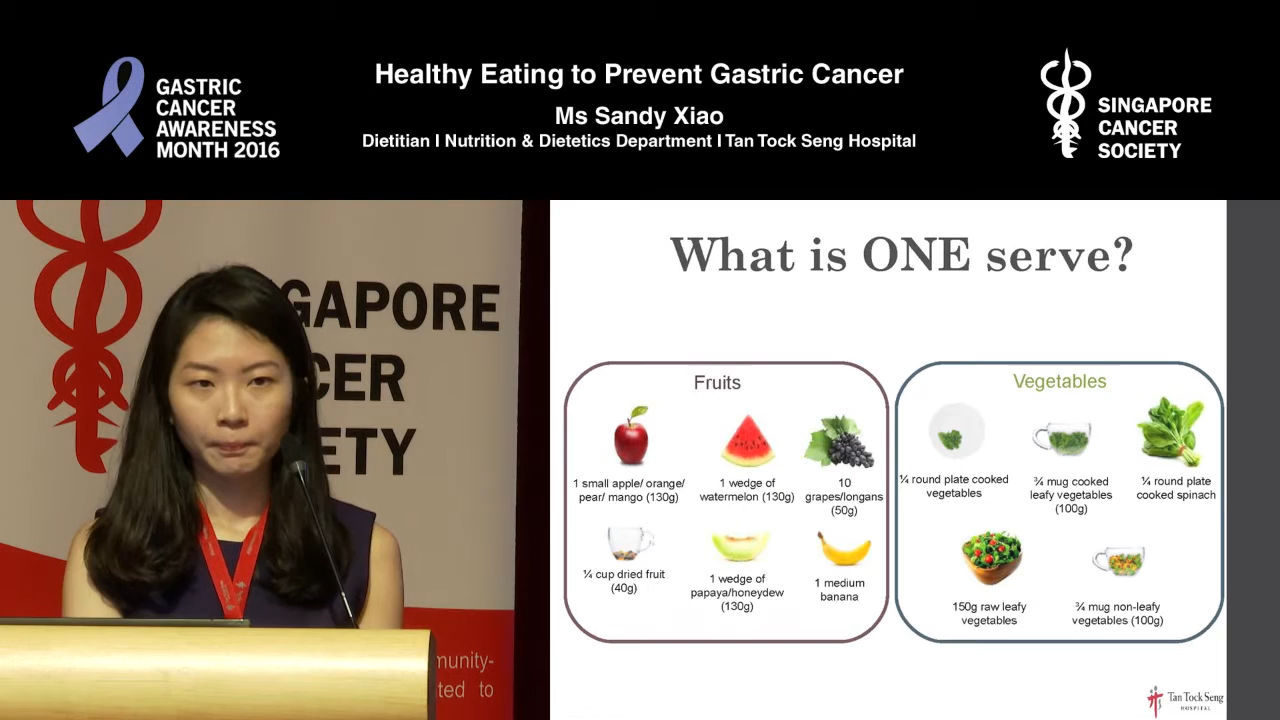 GASTRIC
CANCER
AWARENESS
MONTH 2016
Healthy Eating to Prevent Gastric Cancer
Ms Sandy Xiao
Dietitian I Nutrition & Dietetics Department I Tan Tock Seng Hospital
SINGAPORE
CANCER
SOCIETY
GAPORE
CER
ETY
munity-
ted to
What is ONE serve?
Fruits
1 small apple/ orange/
pear/ mango (130g)
1 wedge of
watermelon (130g)
10
grapes/longans
(50g)
¼ cup dried fruit
(40g)
1 wedge of
papaya/honeydew
(130g)
1 medium
banana
Vegetables
¼ round plate cooked
vegetables
¾ mug cooked
leafy vegetables
(100g)
¼ round plate
cooked spinach
150g raw leafy
vegetables
¾ mug non-leafy
vegetables (100g)
Tan Tock Seng
HOSPITAL